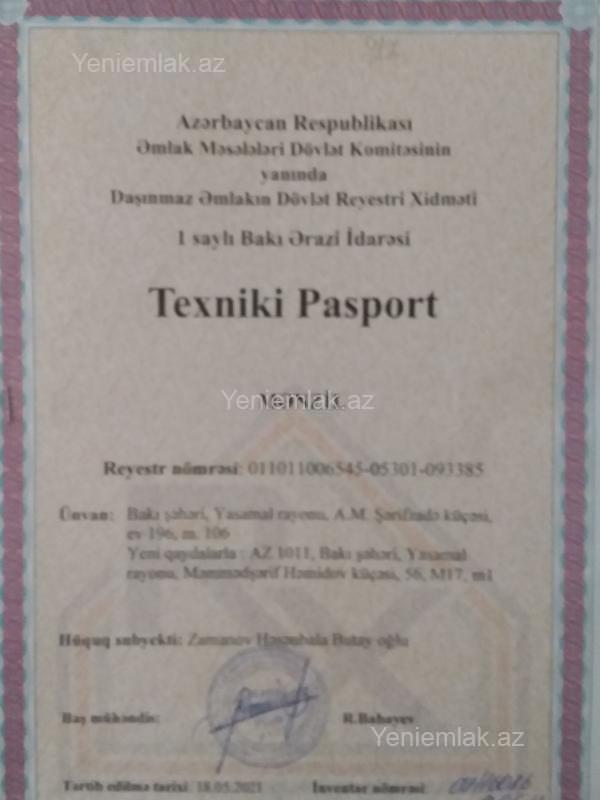 Yeniemlak.az
Azərbaycan Respublikası
Əmlak Məsələləri Dövlət Komitəsinin
yanında
Daşınmaz Əmlakın Dövlət Reyestri Xidməti
1 saylı Bakı Ərazi İdarəsi
Texniki Pasport
Yeniemlak.az
Reyestr nömrəsi: 011011006545-05301-093385
Ünvan: Bakı şəhəri, Yasamal rayonu, A.M. Şərifzadə küçəsi,
ev 196, m. 106
Yeni qaydalarla : AZ 1011, Bakı şəhəri, Yasamal
rayonu, Məmmədşərif Həmidov küçəsi, 56, M17, m1
Hüquq subyekti: Zamanov Həsənbala Butay oğlu
Baş mühəndis: R.Babayev
Yeniemlak.az
Tərtib edilmə tarixi: 18.05.2021 İnventar nömrəsi: